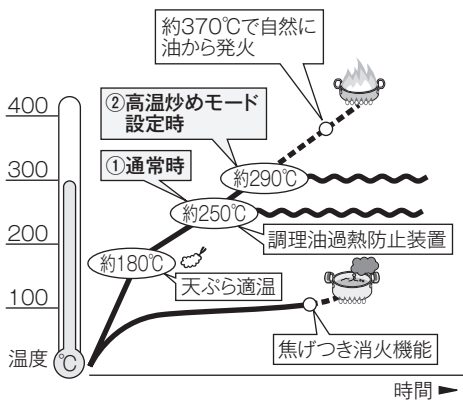 約370℃で自然に
油から発火
②高温炒めモード
設定時
①通常時
約290℃
約250℃
調理油過熱防止装置
約180℃
天ぷら適温
焦げつき消火機能
400
300
200
100
温度
℃
時間